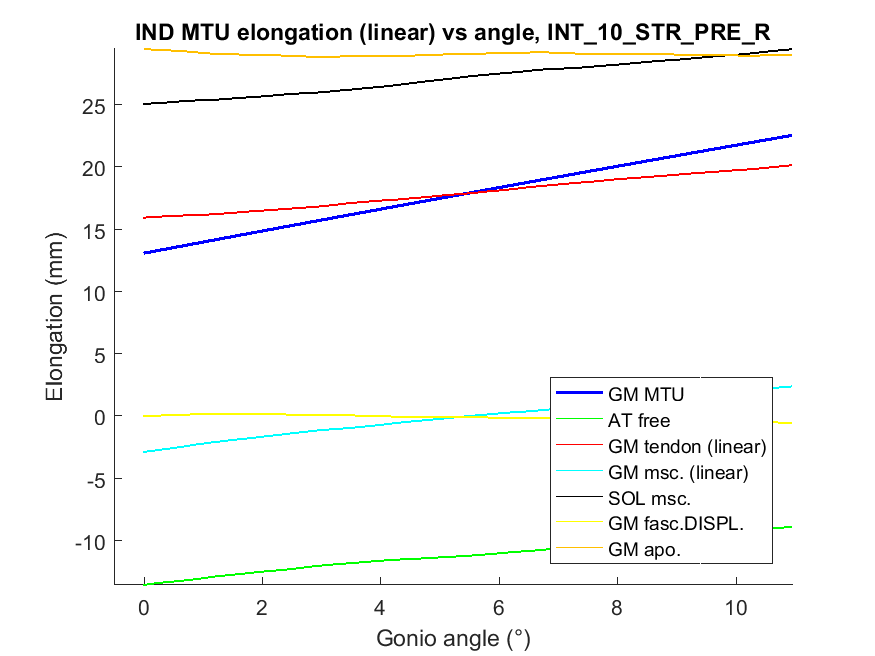 IND MTU elongation (linear) vs angle, INT_10_STR_PRE_R
25
20
15
10
5
0
-5
-10
Elongation (mm)
GM MTU
AT free
GM tendon (linear)
GM msc. (linear)
SOL msc.
GM fasc.DISPL.
GM apo.
0 2 4 6 8 10
Gonio angle (°)